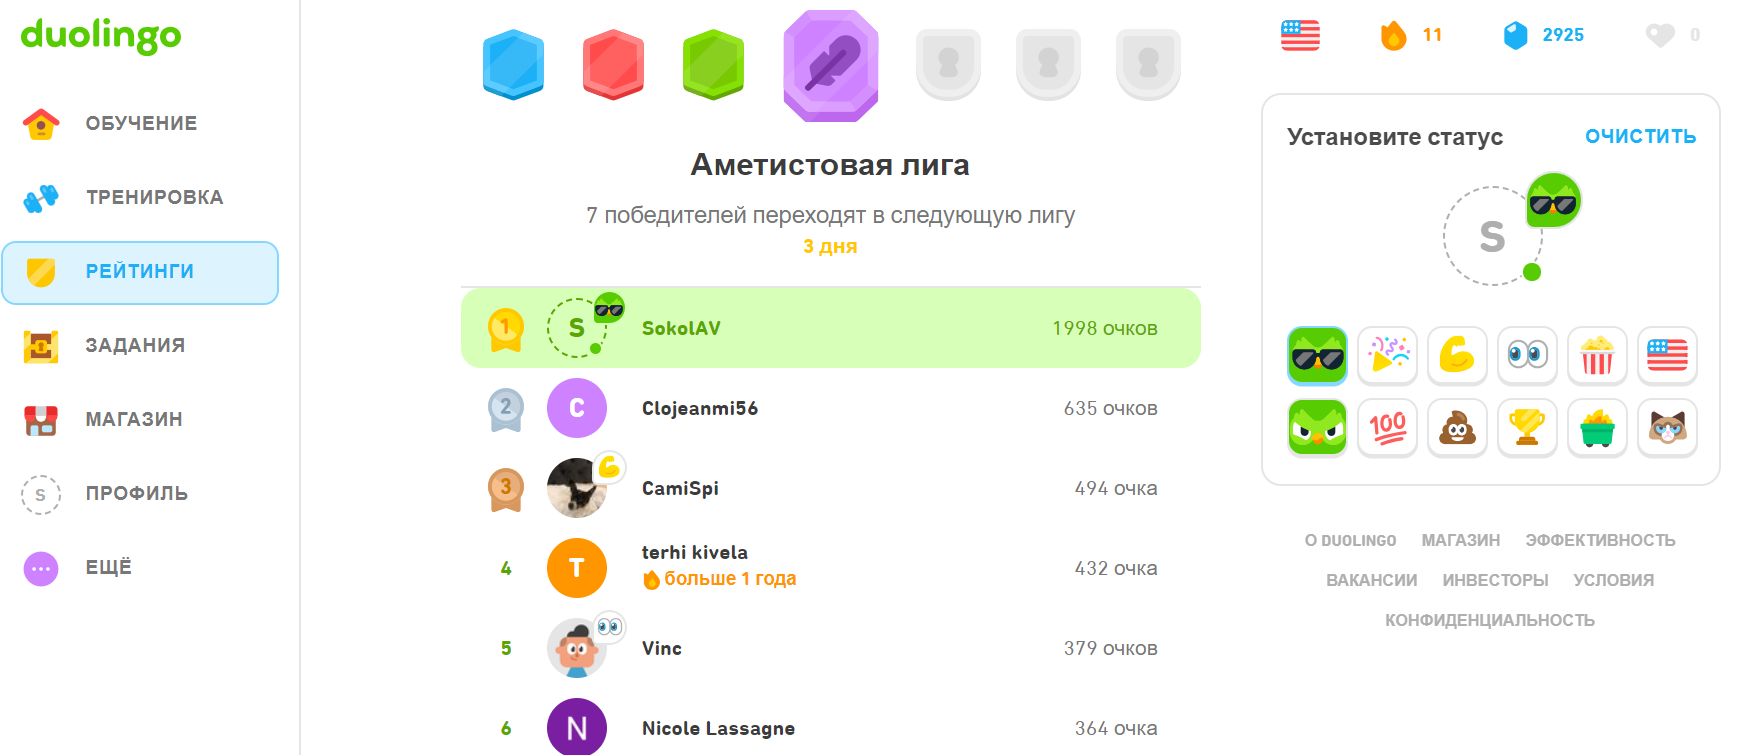 duolingo
ОБУЧЕНИЕ
ТРЕНИРОВКА
РЕЙТИНГИ
ЗАДАНИЯ
МАГАЗИН
S
ПРОФИЛЬ
ЕЩЁ
Аметистовая лига
7 победителей переходят в следующую лигу
3 дня
1 S SokolAV 1998 очков
2 C Clojeanmi56 635 очков
3 CamiSpi 494 очка
4 T terhi kivela 432 очка
больше 1 года
5 Vinc 379 очков
6 N Nicole Lassagne 364 очка
11 2925 0
Установите статус ОЧИСТИТЬ
S
100
О DUOLINGO МАГАЗИН ЭФФЕКТИВНОСТЬ
ВАКАНСИИ ИНВЕСТОРЫ УСЛОВИЯ
КОНФИДЕНЦИАЛЬНОСТЬ